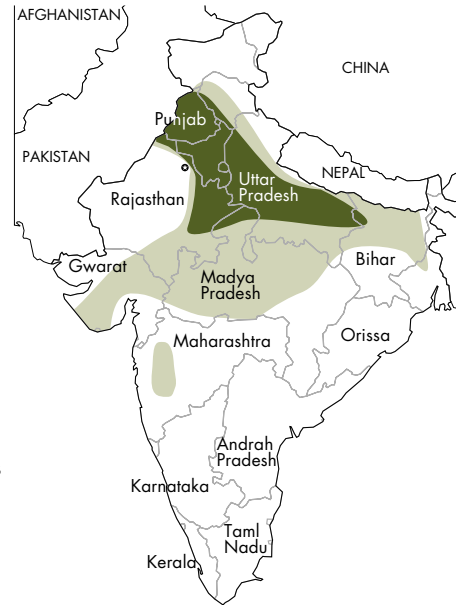 AFGHANISTAN
CHINA
Punjab
PAKISTAN
NEPAL
Uttar
Pradesh
Rajasthan
Gwarat
Bihar
Madya
Pradesh
Maharashtra
Orissa
Andrah
Pradesh
Karnataka
Taml
Nadu
Kerala